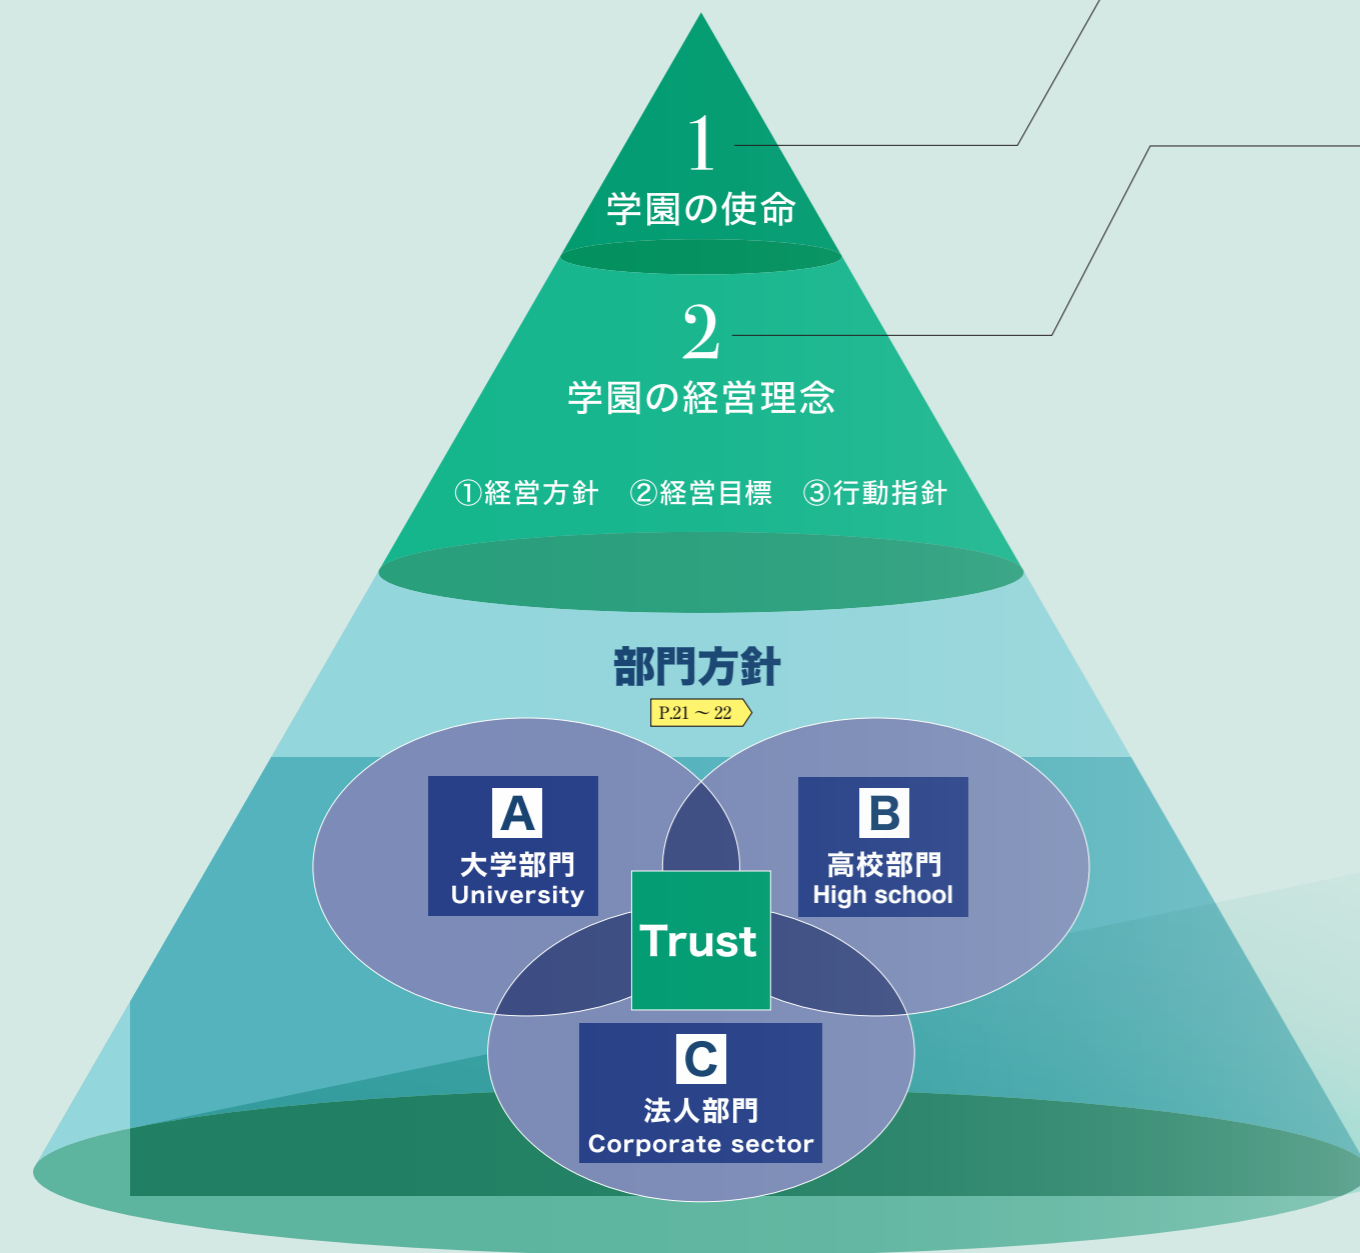 1
学園の使命
2
学園の経営理念
①経営方針 ②経営目標 ③行動指針
部門方針
P.21 ～ 22
A
大学部門
University
B
高校部門
High school
Trust
C
法人部門
Corporate sector